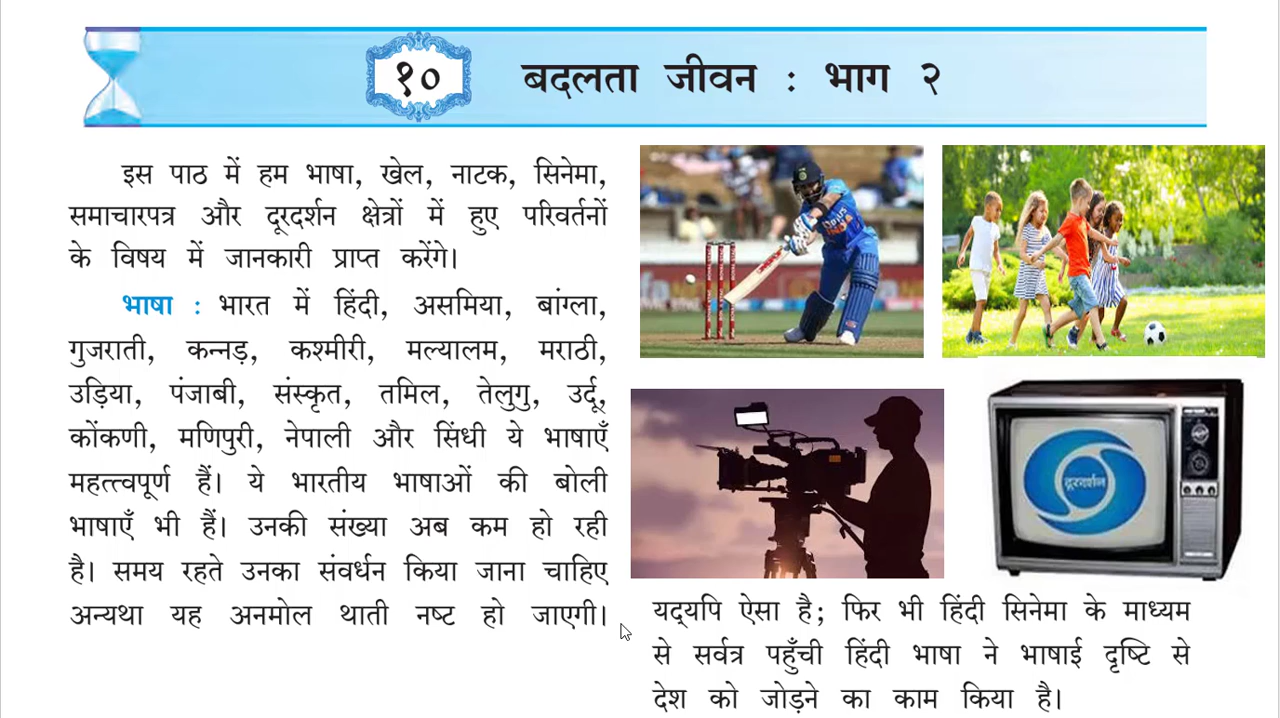 १० बदलता जीवन : भाग २
इस पाठ में हम भाषा, खेल, नाटक, सिनेमा,
समाचारपत्र और दूरदर्शन क्षेत्रों में हुए परिवर्तनों
के विषय में जानकारी प्राप्त करेंगे।
भाषा : भारत में हिंदी, असमिया, बांग्ला,
गुजराती, कन्नड़, कश्मीरी, मल्यालम, मराठी,
उड़िया, पंजाबी, संस्कृत, तमिल, तेलुगु, उर्दू,
कोंकणी, मणिपुरी, नेपाली और सिंधी ये भाषाएँ
महत्त्वपूर्ण हैं। ये भारतीय भाषाओं की बोली
भाषाएँ भी हैं। उनकी संख्या अब कम हो रही
है। समय रहते उनका संवर्धन किया जाना चाहिए
अन्यथा यह अनमोल थाती नष्ट हो जाएगी।
दूरदर्शन
यद्‌यपि ऐसा है; फिर भी हिंदी सिनेमा के माध्यम
से सर्वत्र पहुँची हिंदी भाषा ने भाषाई दृष्टि से
देश को जोड़ने का काम किया है।